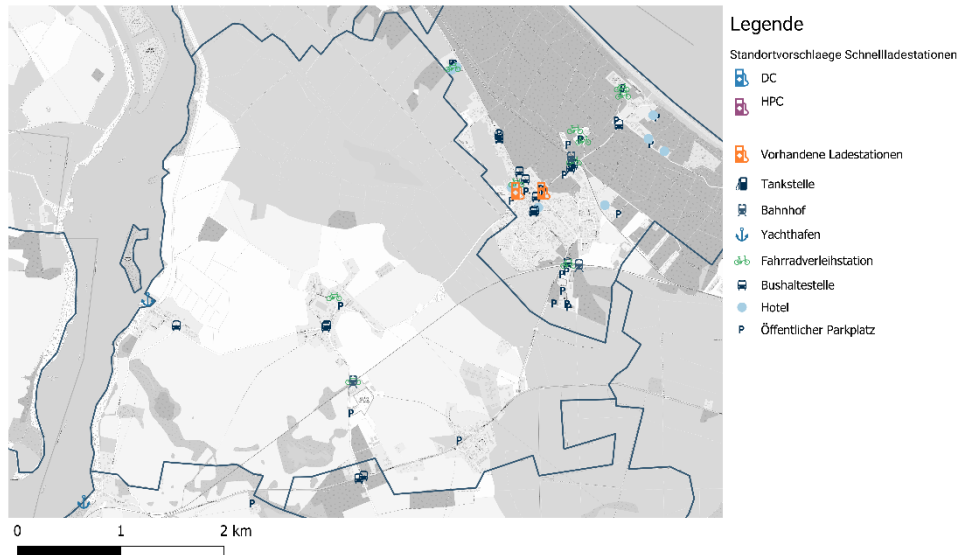 Legende
Standortvorschlaege Schnellladestationen
DC
HPC
Vorhandene Ladestationen
Tankstelle
Bahnhof
Yachthafen
Fahrradverleihstation
Bushaltestelle
Hotel
P Öffentlicher Parkplatz
0 1 2 km